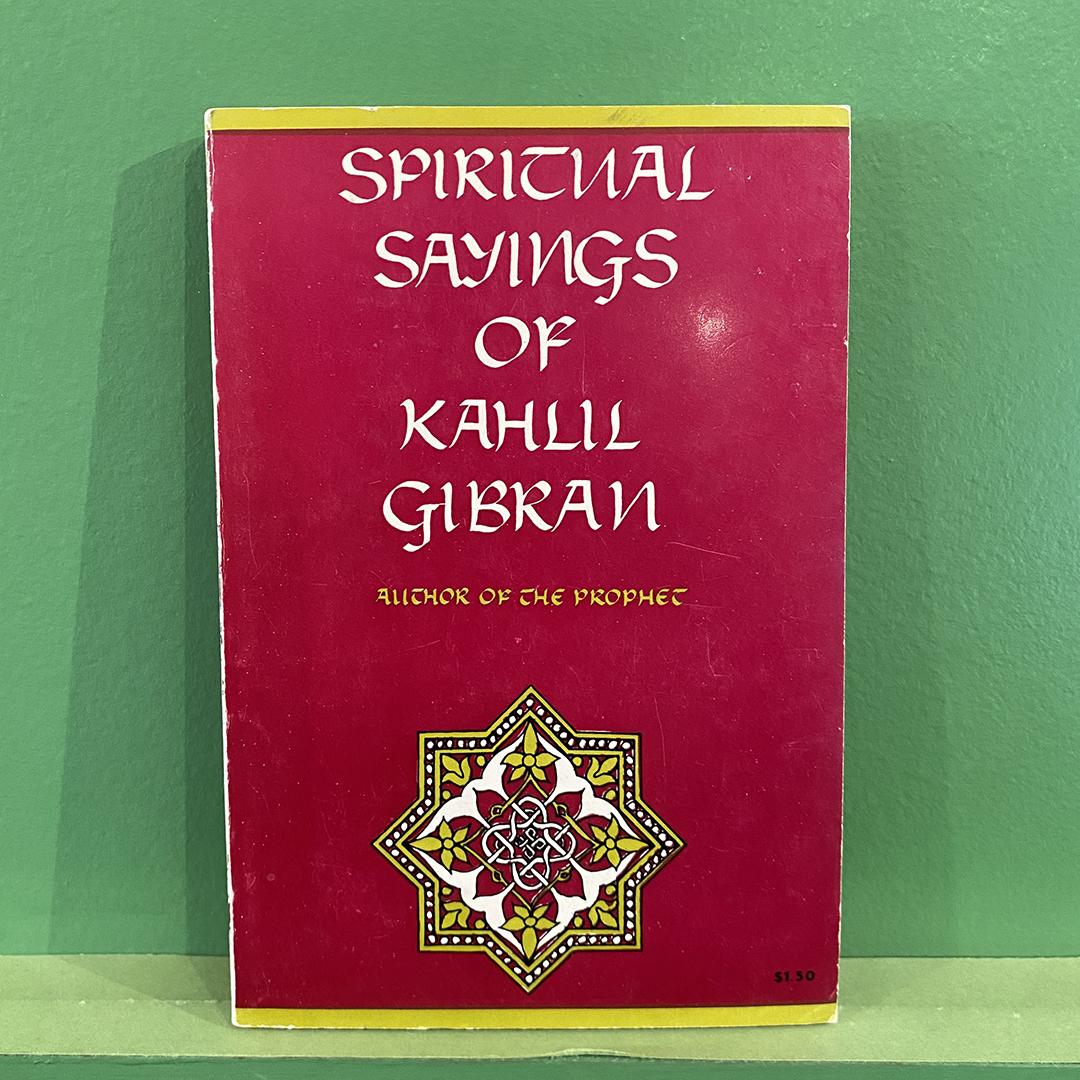 SPIRITUAL
SAYINGS
OF
KAHLIL
GIBRAN
AUTHOR OF THE PROPHET
$1.50